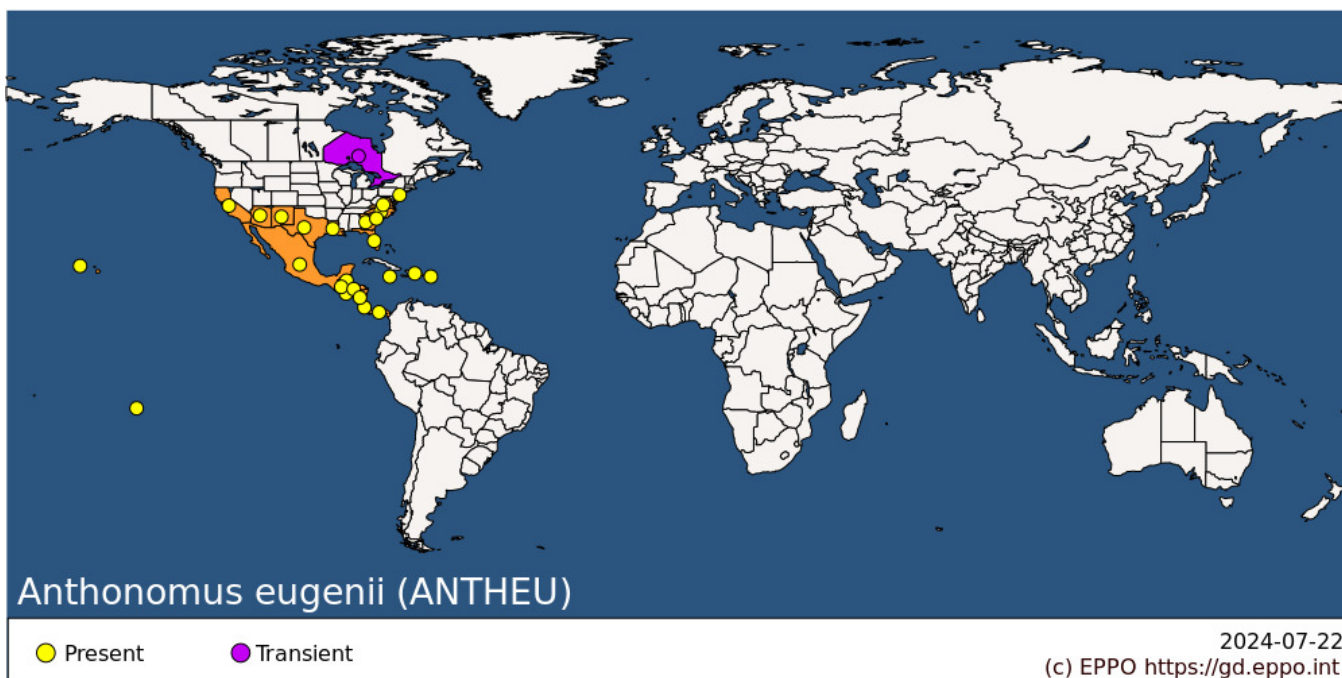 Anthonomus eugenii (ANTHEU)
Present
Transient
2024-07-22
(c) EPPO https://gd.eppo.int